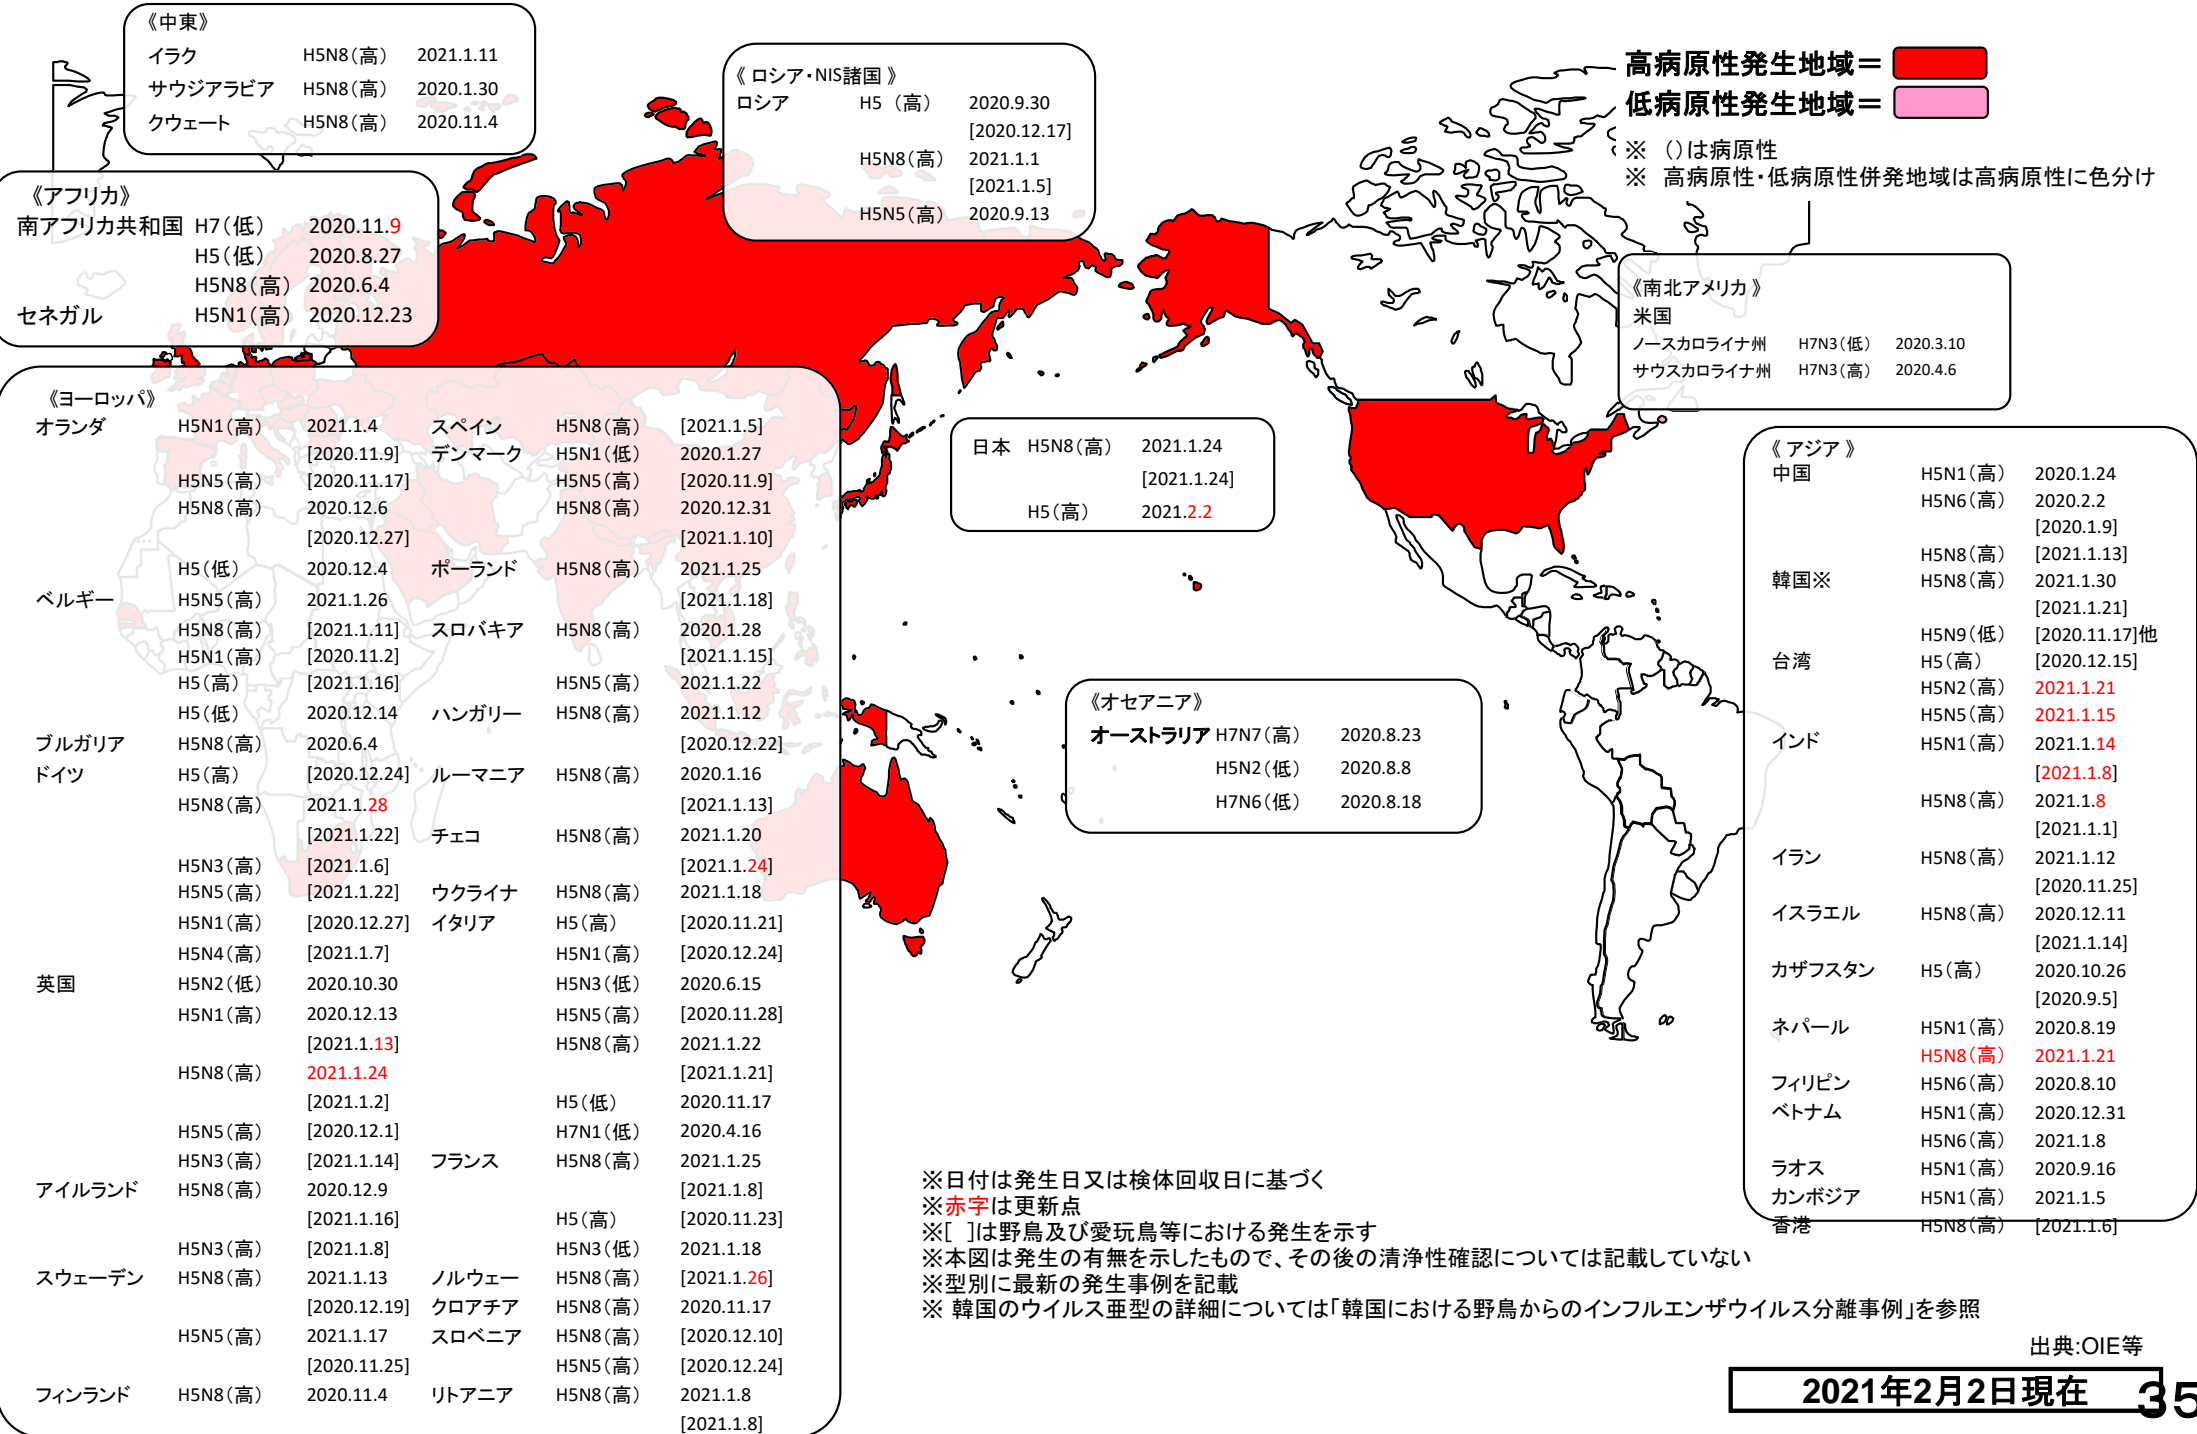 《中東》
イラク H5N8(高) 2021.1.11
サウジアラビア H5N8(高) 2020.1.30
クウェート H5N8(高) 2020.11.4
《ロシア・NIS諸国》
ロシア H5 (高) 2020.9.30
[2020.12.17]
H5N8(高) 2021.1.1
[2021.1.5]
H5N5(高) 2020.9.13
高病原性発生地域=
低病原性発生地域=
※ ()は病原性
※ 高病原性・低病原性併発地域は高病原性に色分け
《アフリカ》
南アフリカ共和国 H7(低) 2020.11.9
H5(低) 2020.8.27
H5N8(高) 2020.6.4
セネガル H5N1(高) 2020.12.23
《南北アメリカ》
米国
ノースカロライナ州 H7N3(低) 2020.3.10
サウスカロライナ州 H7N3(高) 2020.4.6
《ヨーロッパ》
オランダ H5N1(高) 2021.1.4 スペイン H5N8(高) [2021.1.5]
[2020.11.9] デンマーク H5N1(低) 2020.1.27
H5N5(高) [2020.11.17] H5N5(高) [2020.11.9]
H5N8(高) 2020.12.6 H5N8(高) 2020.12.31
[2020.12.27] [2021.1.10]
H5(低) 2020.12.4 ポーランド H5N8(高) 2021.1.25
ベルギー H5N5(高) 2021.1.26 [2021.1.18]
H5N8(高) [2021.1.11] スロバキア H5N8(高) 2020.1.28
H5N1(高) [2020.11.2] [2021.1.15]
H5(高) [2021.1.16] H5N5(高) 2021.1.22
H5(低) 2020.12.14 ハンガリー H5N8(高) 2021.1.12
ブルガリア H5N8(高) 2020.6.4 [2020.12.22]
ドイツ H5(高) [2020.12.24] ルーマニア H5N8(高) 2020.1.16
H5N8(高) 2021.1.28 [2021.1.13]
[2021.1.22] チェコ H5N8(高) 2021.1.20
H5N3(高) [2021.1.6] [2021.1.24]
H5N5(高) [2021.1.22] ウクライナ H5N8(高) 2021.1.18
H5N1(高) [2020.12.27] イタリア H5(高) [2020.11.21]
H5N4(高) [2021.1.7] H5N1(高) [2020.12.24]
英国 H5N2(低) 2020.10.30 H5N3(低) 2020.6.15
H5N1(高) 2020.12.13 H5N5(高) [2020.11.28]
[2021.1.13] H5N8(高) 2021.1.22
H5N8(高) 2021.1.24 [2021.1.21]
[2021.1.2] H5(低) 2020.11.17
H5N5(高) [2020.12.1] H7N1(低) 2020.4.16
H5N3(高) [2021.1.14] フランス H5N8(高) 2021.1.25
アイルランド H5N8(高) 2020.12.9 [2021.1.8]
[2021.1.16] H5(高) [2020.11.23]
H5N3(高) [2021.1.8] H5N3(低) 2021.1.18
スウェーデン H5N8(高) 2021.1.13 ノルウェー H5N8(高) [2021.1.26]
[2020.12.19] クロアチア H5N8(高) 2020.11.17
H5N5(高) 2021.1.17 スロベニア H5N8(高) [2020.12.10]
[2020.11.25] H5N5(高) [2020.12.24]
フィンランド H5N8(高) 2020.11.4 リトアニア H5N8(高) 2021.1.8
[2021.1.8]
日本 H5N8(高) 2021.1.24
[2021.1.24]
H5(高) 2021.2.2
《オセアニア》
オーストラリア H7N7(高) 2020.8.23
H5N2(低) 2020.8.8
H7N6(低) 2020.8.18
《アジア》
中国 H5N1(高) 2020.1.24
H5N6(高) 2020.2.2
[2020.1.9]
H5N8(高) [2021.1.13]
韓国※ H5N8(高) 2021.1.30
[2021.1.21]
H5N9(低) [2020.11.17]他
台湾 H5(高) [2020.12.15]
H5N2(高) 2021.1.21
H5N5(高) 2021.1.15
インド H5N1(高) 2021.1.14
[2021.1.8]
H5N8(高) 2021.1.8
[2021.1.1]
イラン H5N8(高) 2021.1.12
[2020.11.25]
イスラエル H5N8(高) 2020.12.11
[2021.1.14]
カザフスタン H5(高) 2020.10.26
[2020.9.5]
ネパール H5N1(高) 2020.8.19
H5N8(高) 2021.1.21
フィリピン H5N6(高) 2020.8.10
ベトナム H5N1(高) 2020.12.31
H5N6(高) 2021.1.8
ラオス H5N1(高) 2020.9.16
カンボジア H5N1(高) 2021.1.5
香港 H5N8(高) [2021.1.6]
※日付は発生日又は検体回収日に基づく
※赤字は更新点
※[ ]は野鳥及び愛玩鳥等における発生を示す
※本図は発生の有無を示したもので、その後の清浄性確認については記載していない
※型別に最新の発生事例を記載
※ 韓国のウイルス亜型の詳細については「韓国における野鳥からのインフルエンザウイルス分離事例」を参照
出典:OIE等
2021年2月2日現在
35